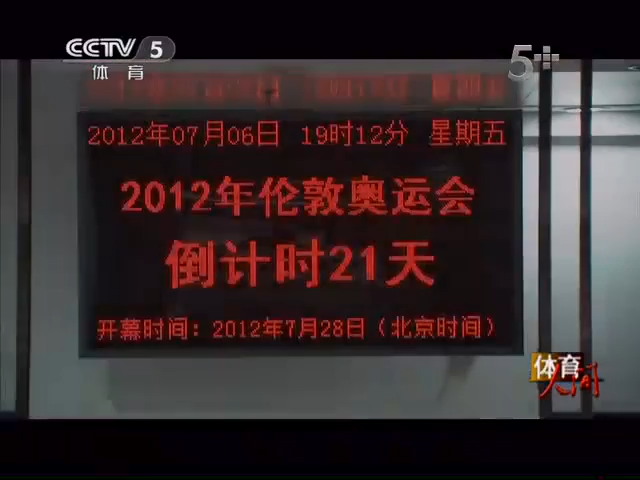 CCTV 5
体育
5+
2012年07月06日 19时12分 星期五
2012年伦敦奥运会
倒计时21天
开幕时间：2012年7月28日（北京时间）
体育
人间